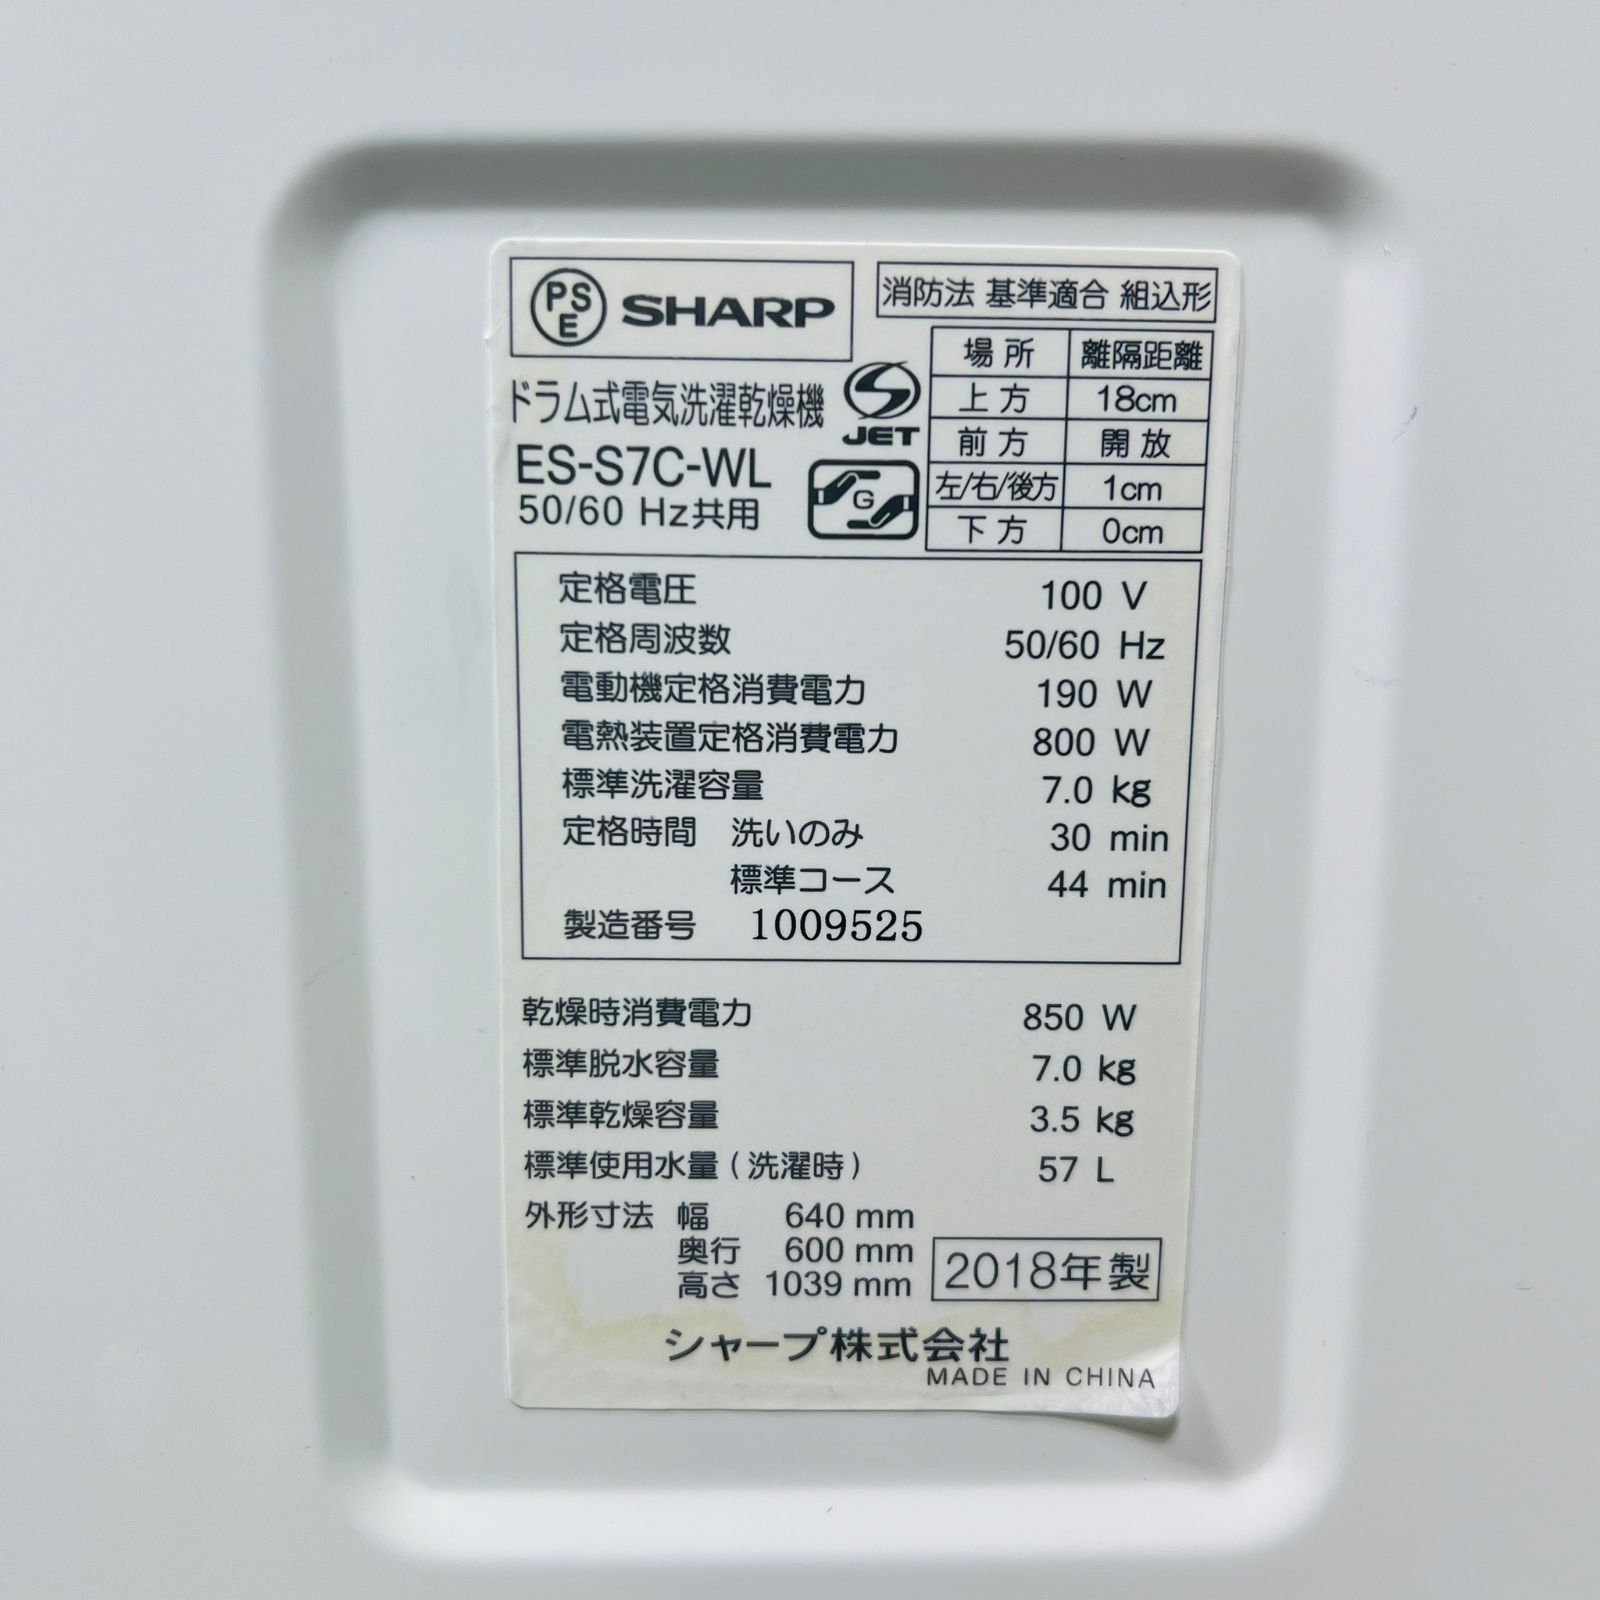 PSE SHARP
消防法 基準適合 組込形
場所 離隔距離
上方 18cm
前方 開放
左/右/後方 1cm
下方 0cm
ドラム式電気洗濯乾燥機
JET
ES-S7C-WL
G
50/60 Hz共用
定格電圧 100 V
定格周波数 50/60 Hz
電動機定格消費電力 190 W
電熱装置定格消費電力 800 W
標準洗濯容量 7.0 kg
定格時間 洗いのみ 30 min
標準コース 44 min
製造番号 1009525
乾燥時消費電力 850 W
標準脱水容量 7.0 kg
標準乾燥容量 3.5 kg
標準使用水量(洗濯時) 57 L
外形寸法 幅 640 mm
奥行 600 mm
高さ 1039 mm
2018年製
シャープ株式会社
MADE IN CHINA